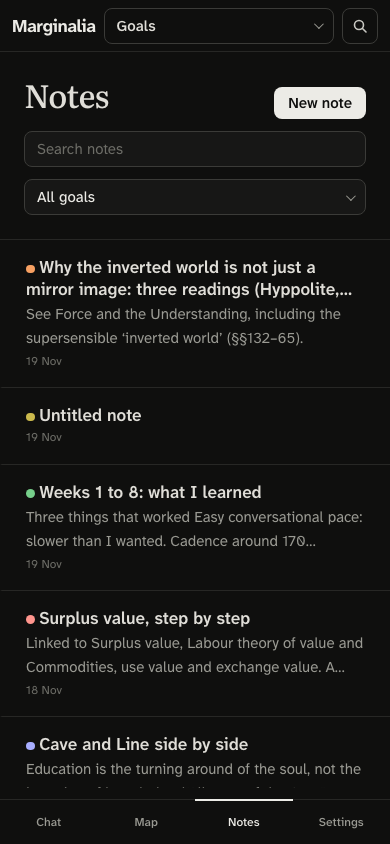 Marginalia
Goals
Notes
New note
Search notes
All goals
Why the inverted world is not just a
mirror image: three readings (Hyppolite,...
See Force and the Understanding, including the
supersensible ‘inverted world’ (§§132–65).
19 Nov
Untitled note
19 Nov
Weeks 1 to 8: what I learned
Three things that worked Easy conversational pace:
slower than I wanted. Cadence around 170...
19 Nov
Surplus value, step by step
Linked to Surplus value, Labour theory of value and
Commodities, use value and exchange value. A...
18 Nov
Cave and Line side by side
Education is the turning around of the soul, not the
Chat
Map
Notes
Settings